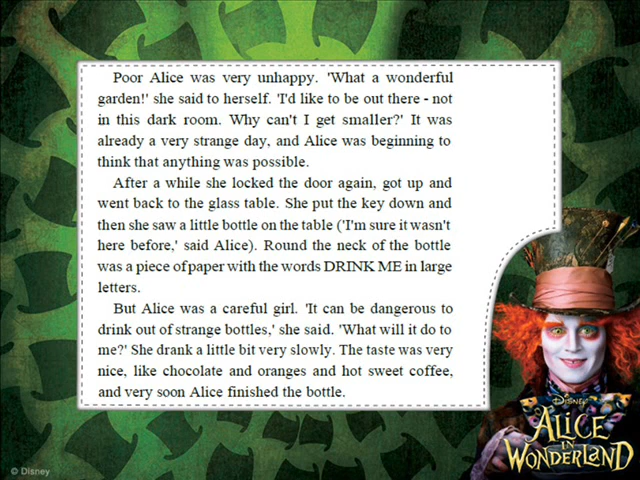 Poor Alice was very unhappy. 'What a wonderful
garden!' she said to herself. 'I'd like to be out there - not
in this dark room. Why can't I get smaller?' It was
already a very strange day, and Alice was beginning to
think that anything was possible.
After a while she locked the door again, got up and
went back to the glass table. She put the key down and
then she saw a little bottle on the table ('I'm sure it wasn't
here before,' said Alice). Round the neck of the bottle
was a piece of paper with the words DRINK ME in large
letters.
But Alice was a careful girl. 'It can be dangerous to
drink out of strange bottles,' she said. 'What will it do to
me?' She drank a little bit very slowly. The taste was very
nice, like chocolate and oranges and hot sweet coffee,
and very soon Alice finished the bottle.
DISNEY
ALICE
IN
WONDERLAND
© Disney